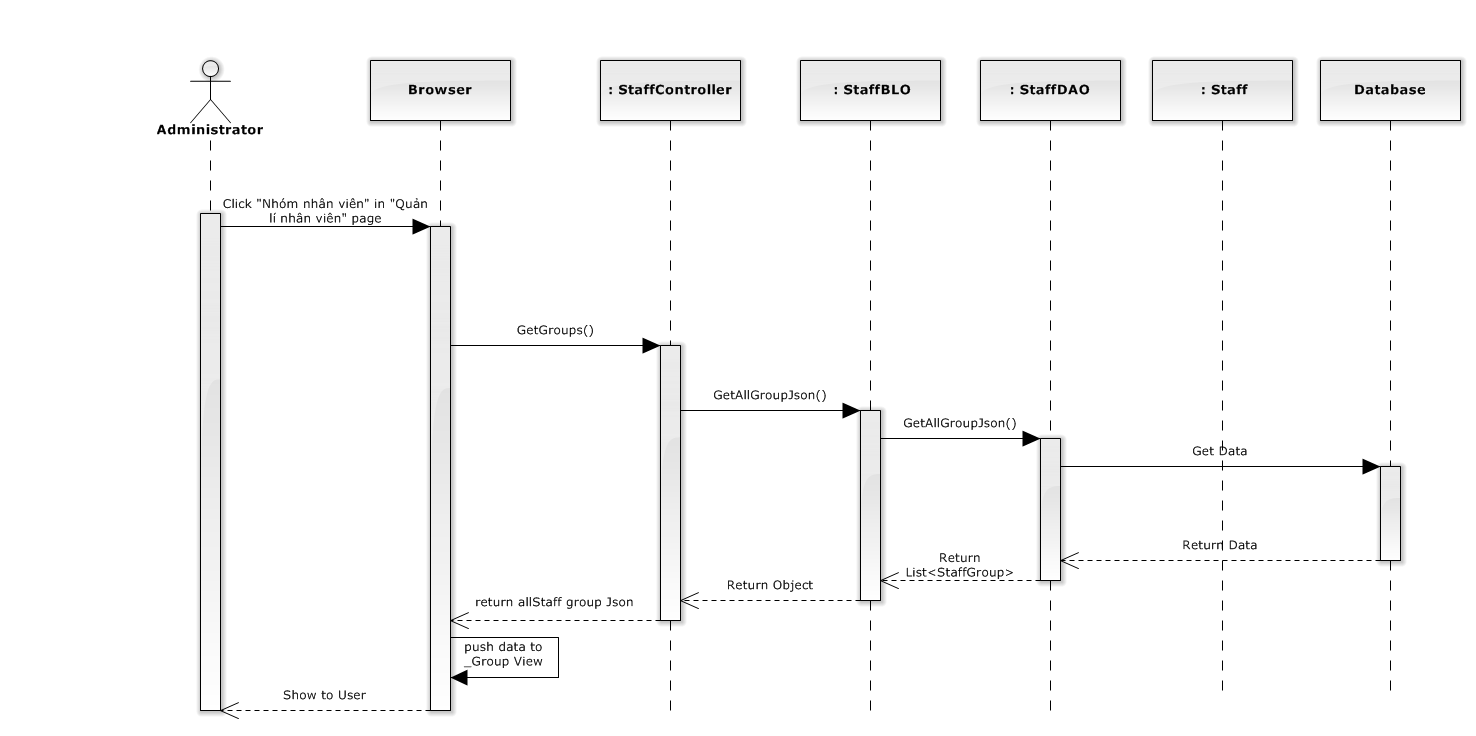 Administrator
Browser
: StaffController
: StaffBLO
: StaffDAO
: Staff
Database
Click "Nhóm nhân viên" in "Quản
lí nhân viên" page
GetGroups()
GetAllGroupJson()
GetAllGroupJson()
Get Data
Return Data
Return
List<StaffGroup>
Return Object
return allStaff group Json
push data to
_Group View
Show to User